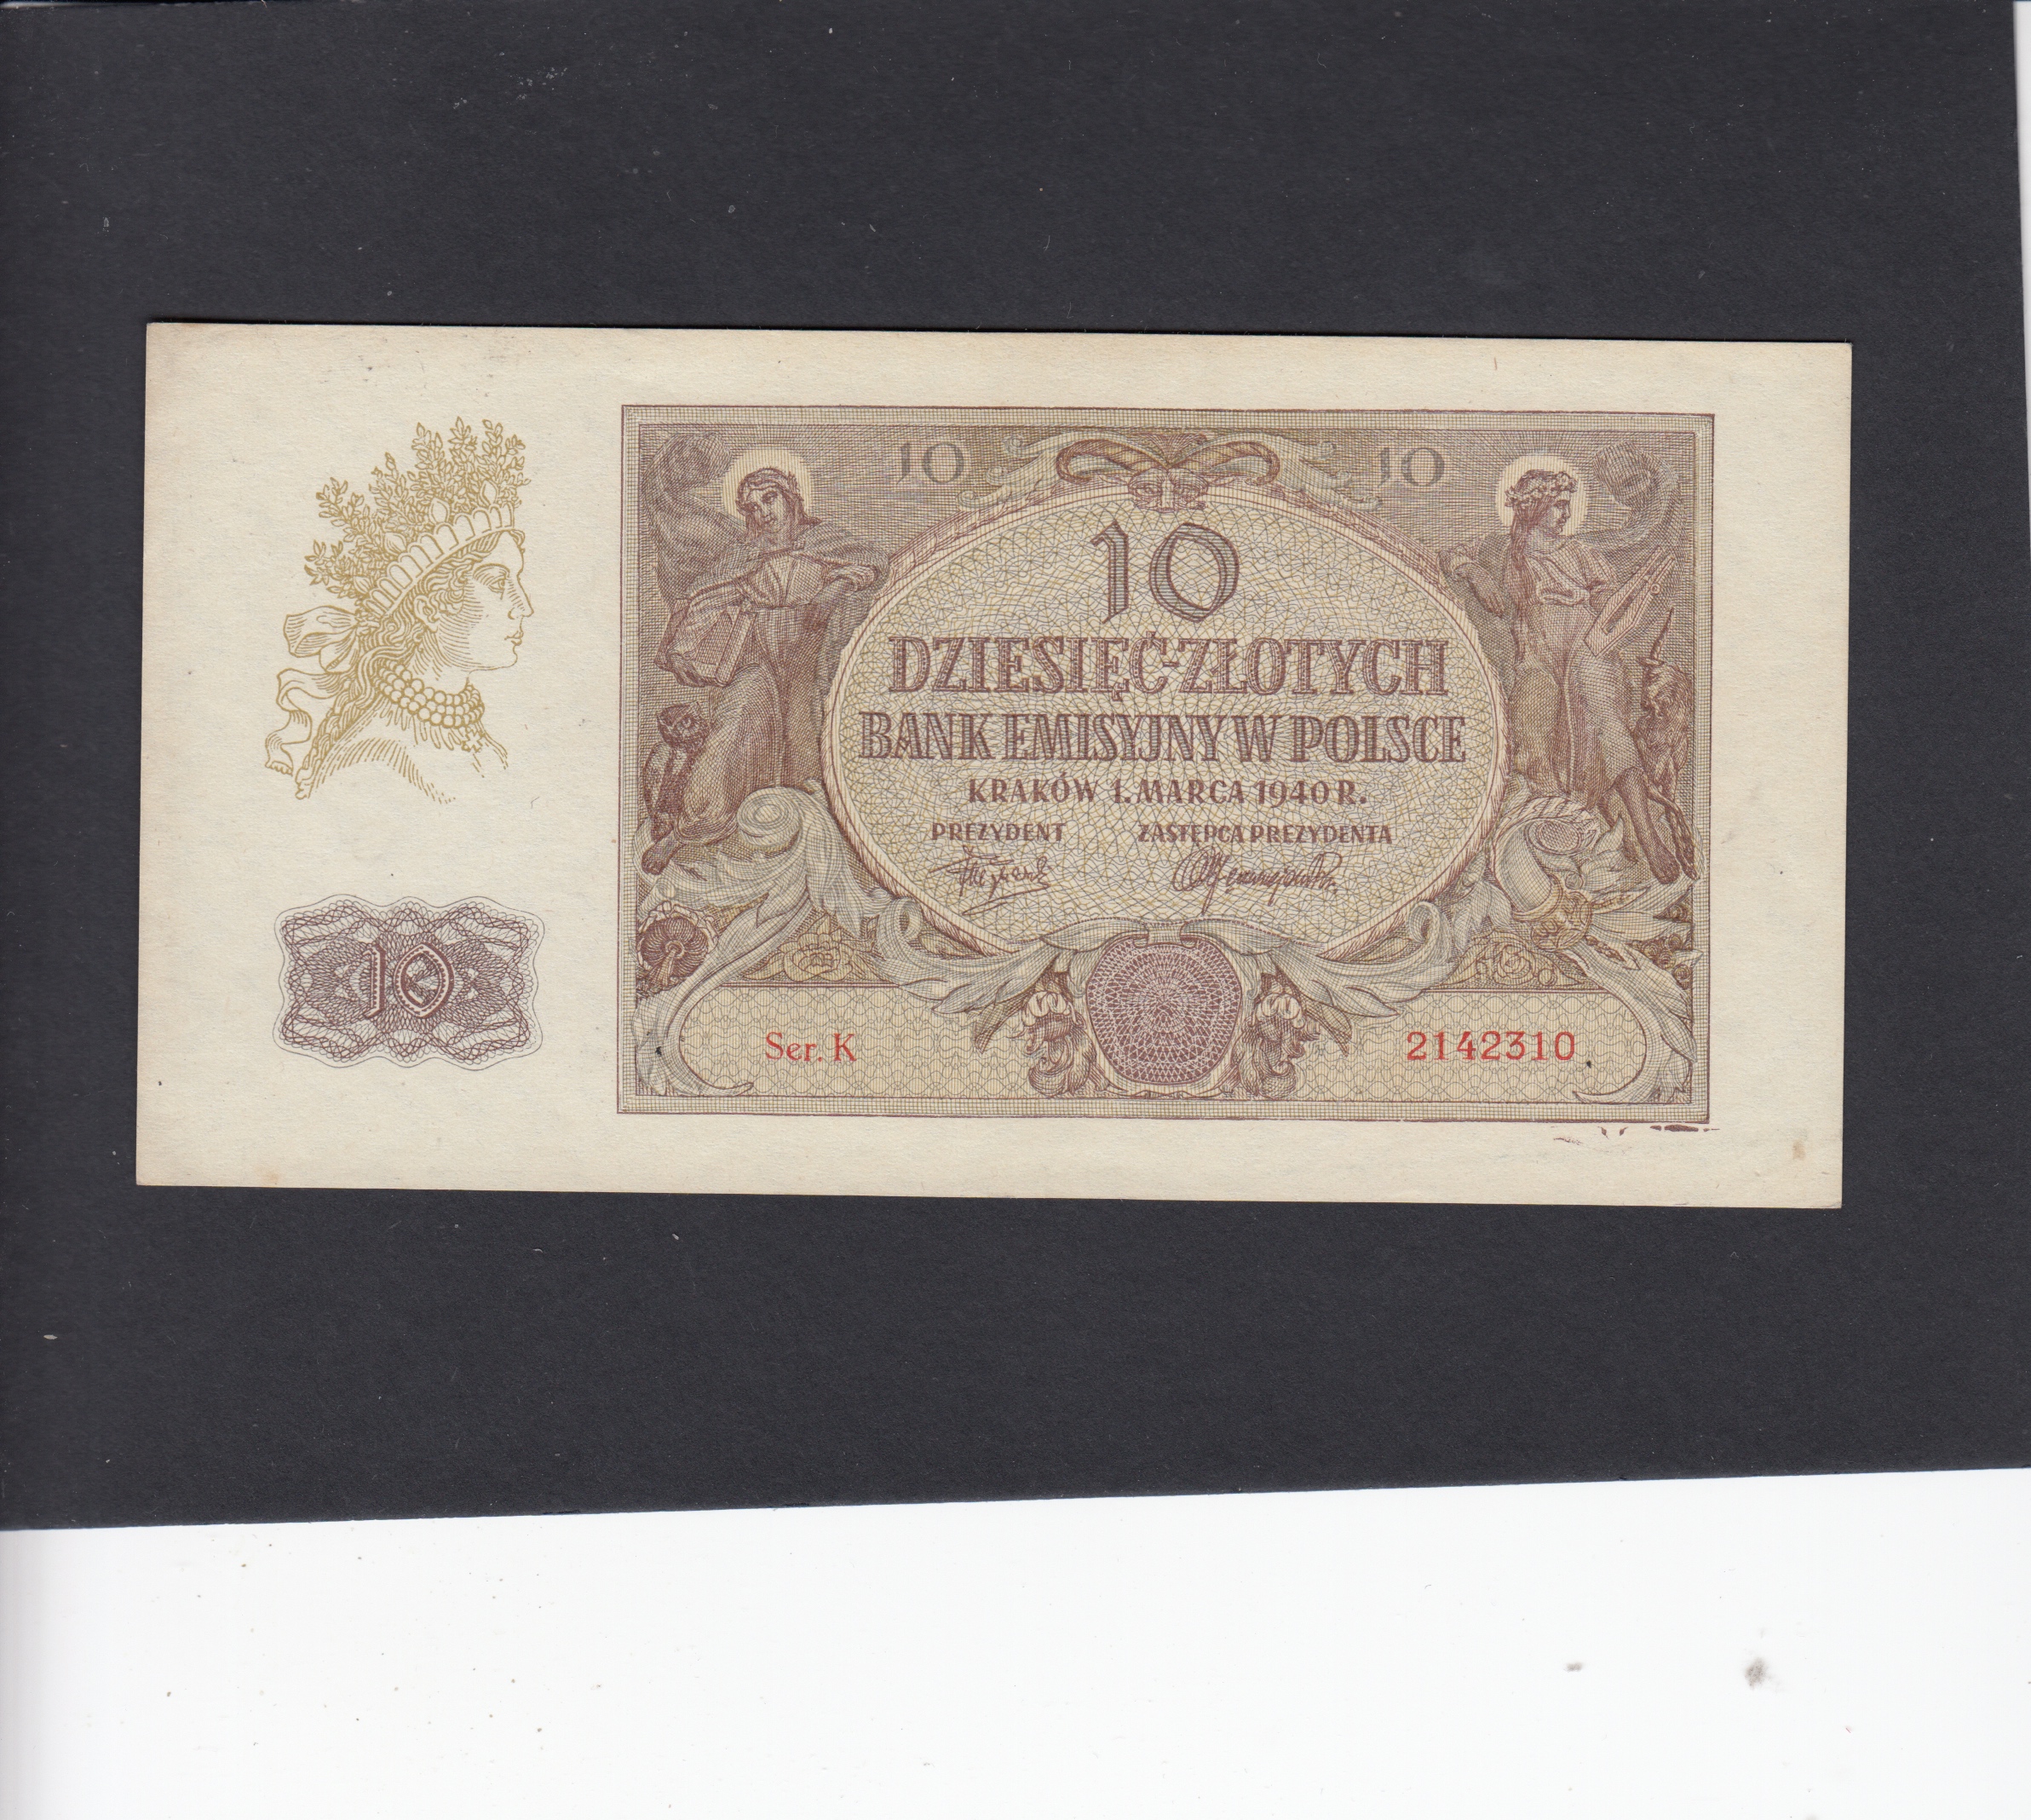 10 10
10
DZIESIĘĆ-ZŁOTYCH
BANK EMISYJNY W POLSCE
KRAKÓW 1. MARCA 1940 R.
PREZYDENT ZASTĘPCA PREZYDENTA
10
Ser. K 2142310